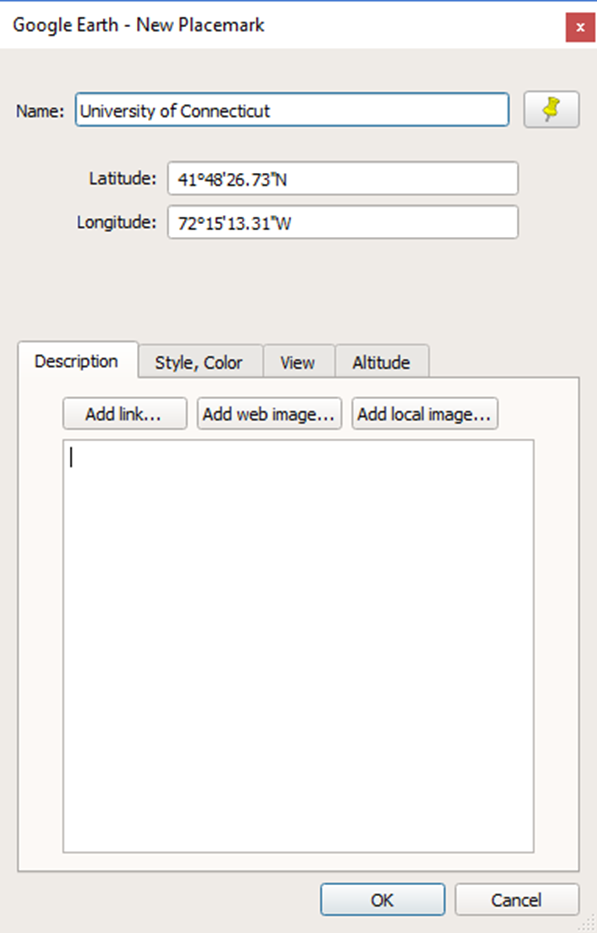 Google Earth - New Placemark
x
Name: University of Connecticut
Latitude: 41°48'26.73"N
Longitude: 72°15'13.31"W
Description Style, Color View Altitude
Add link... Add web image... Add local image...
OK Cancel